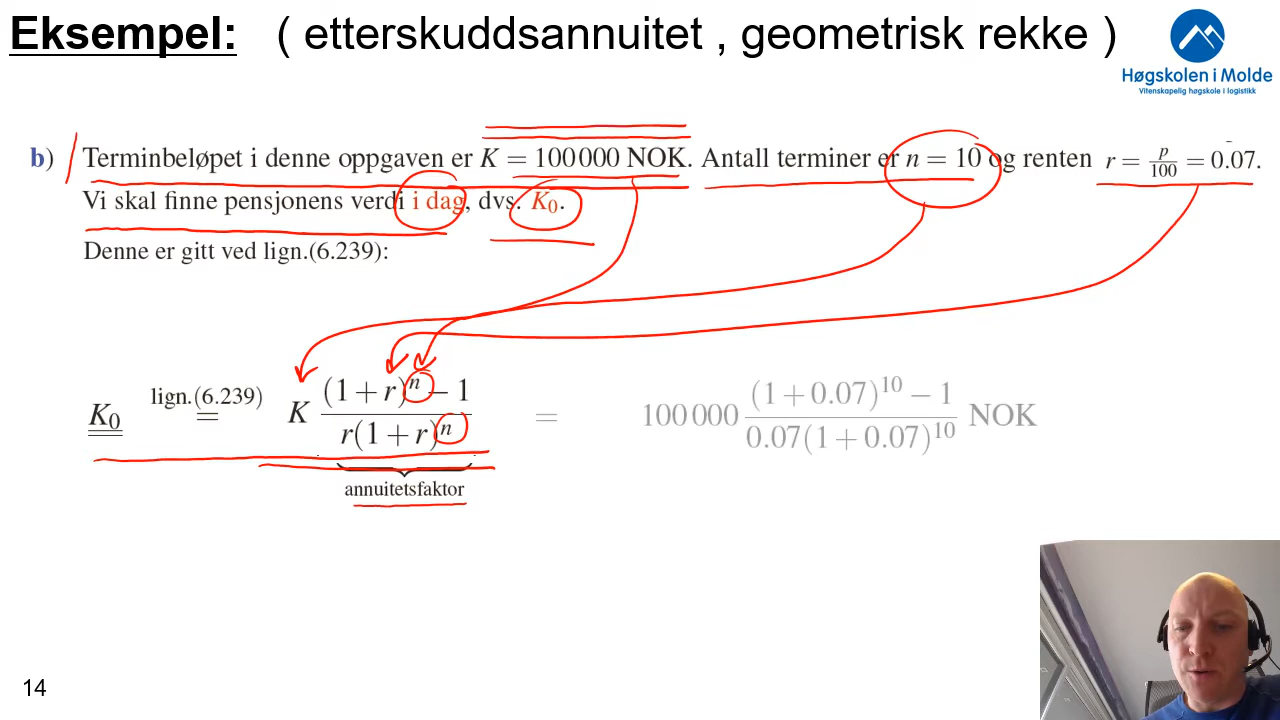 Eksempel: ( etterskuddsannuitet , geometrisk rekke )
Høgskolen i Molde
Vitenskapelig høgskole i logistikk
b) Terminbeløpet i denne oppgaven er K = 100 000 NOK. Antall terminer er n = 10 og renten r = p/100 = 0.07.
Vi skal finne pensjonens verdi i dag, dvs. K₀.
Denne er gitt ved lign.(6.239):
K₀ lign.(6.239) = K ((1 + r)ⁿ − 1)/(r(1 + r)ⁿ) = 100 000 ((1 + 0.07)¹⁰ − 1)/(0.07(1 + 0.07)¹⁰) NOK
annuitetsfaktor
14